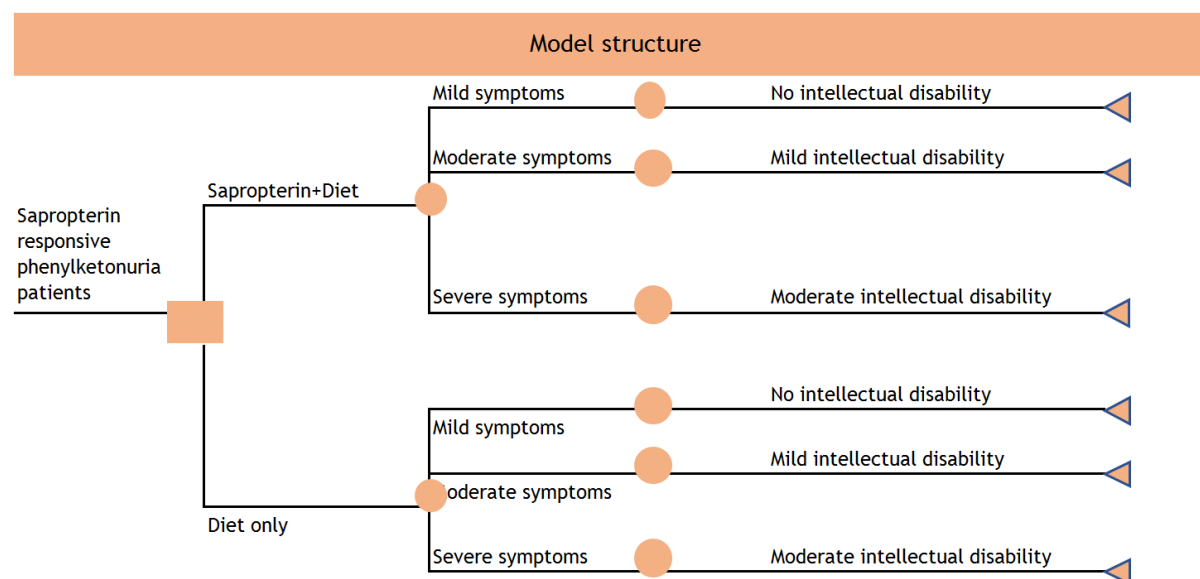 Model structure
Mild symptoms
No intellectual disability
Moderate symptoms
Mild intellectual disability
Sapropterin+Diet
Sapropterin
responsive
phenylketonuria
patients
Severe symptoms
Moderate intellectual disability
No intellectual disability
Mild symptoms
Mild intellectual disability
Moderate symptoms
Diet only
Severe symptoms
Moderate intellectual disability